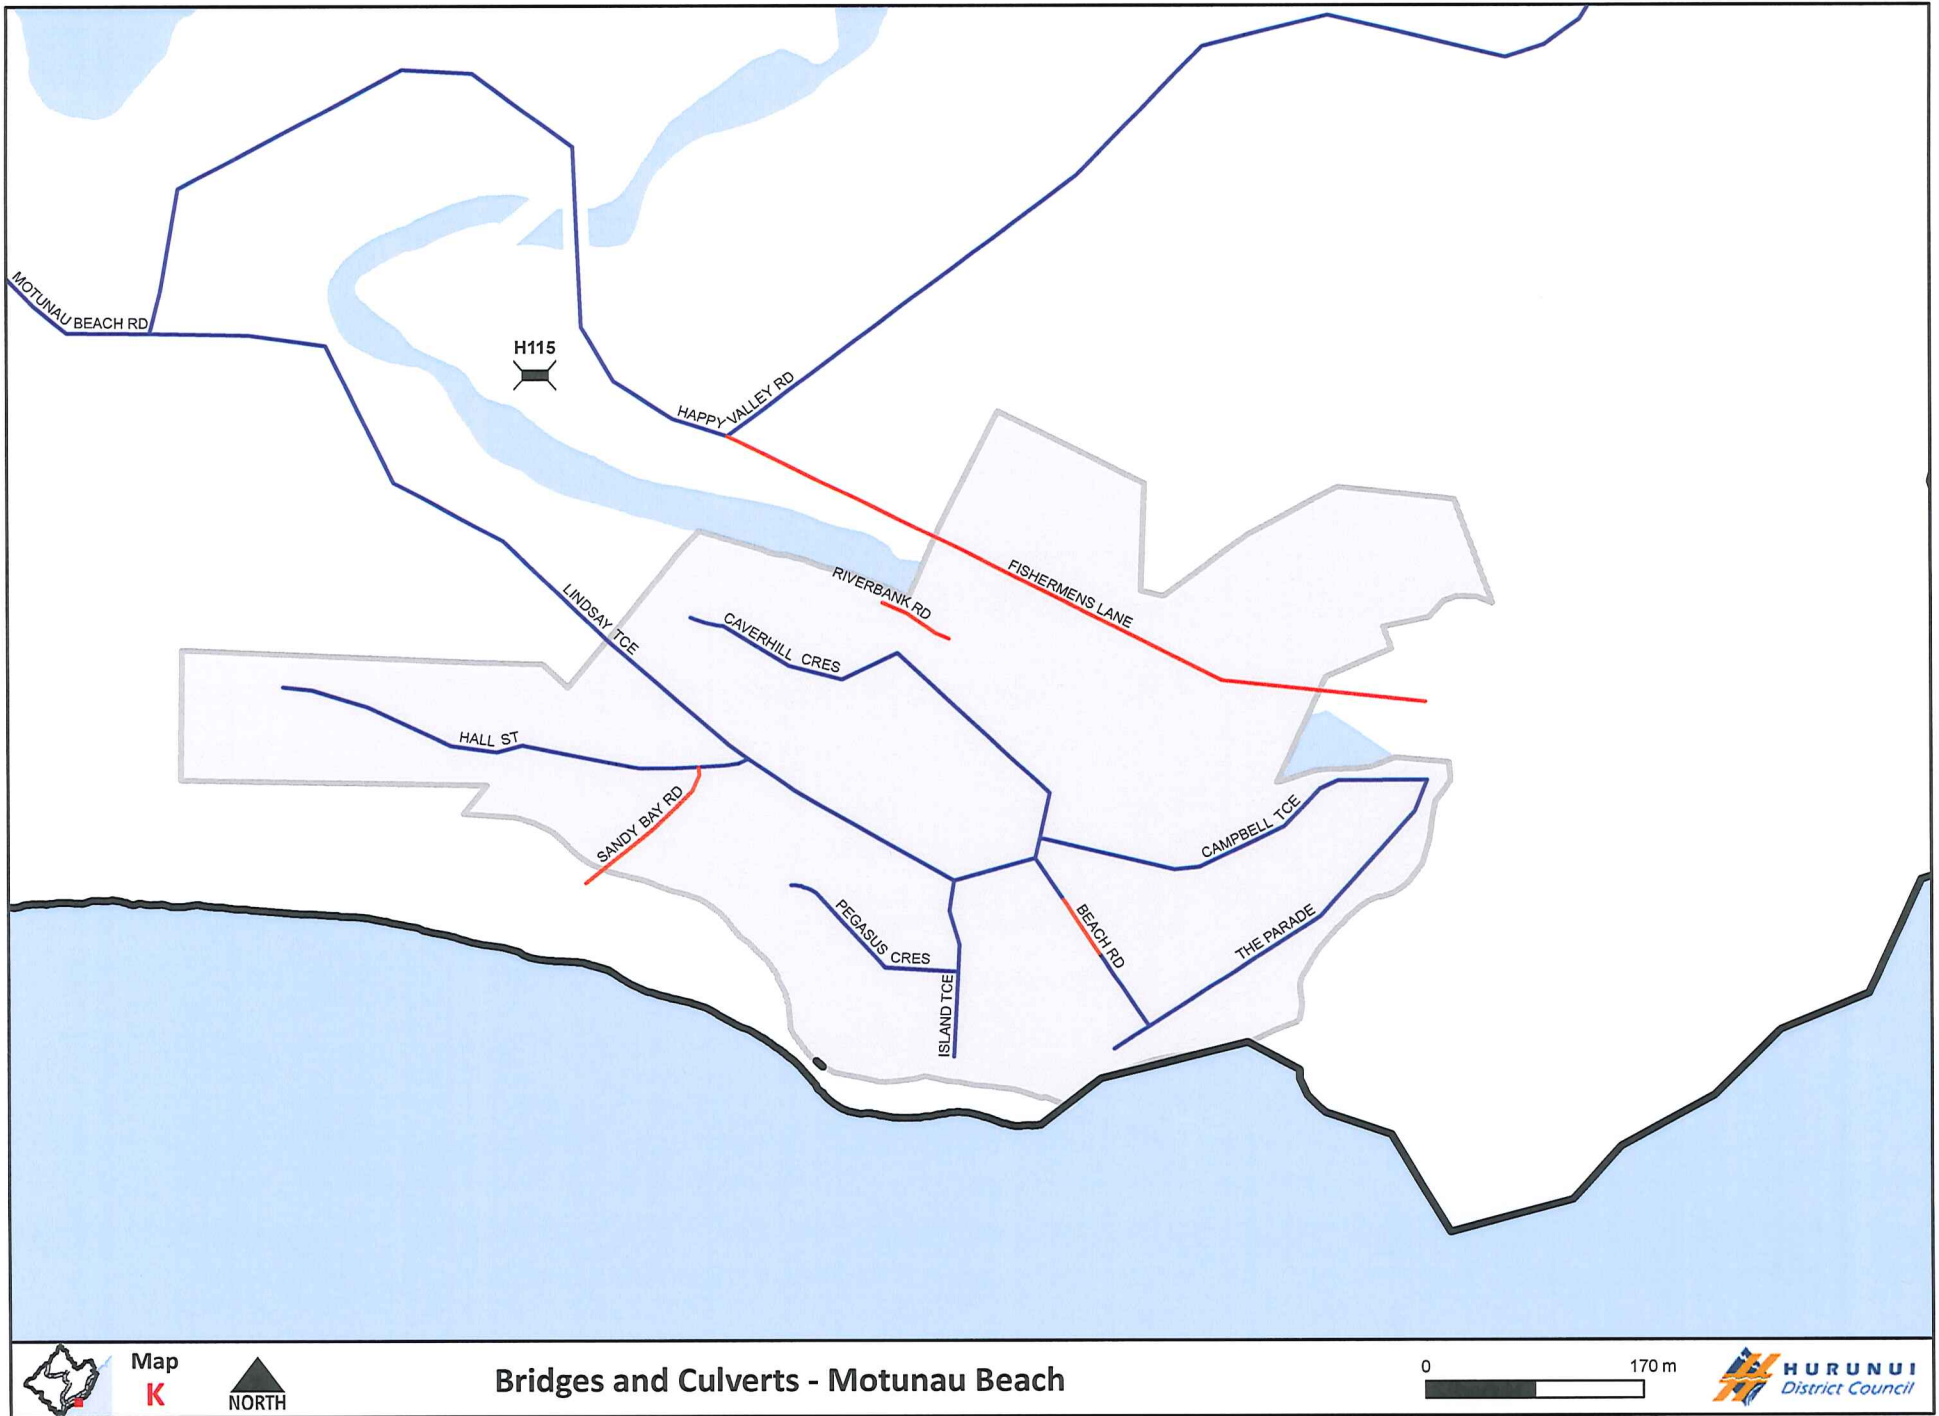 MOTUNAU BEACH RD
H115
HAPPY VALLEY RD
FISHERMENS LANE
RIVERBANK RD
LINDSAY TCE
CAVERHILL CRES
HALL ST
SANDY BAY RD
CAMPBELL TCE
PEGASUS CRES
BEACH RD
THE PARADE
ISLAND TCE
Map
K
NORTH
Bridges and Culverts - Motunau Beach
0 170 m
HURUNUI
District Council